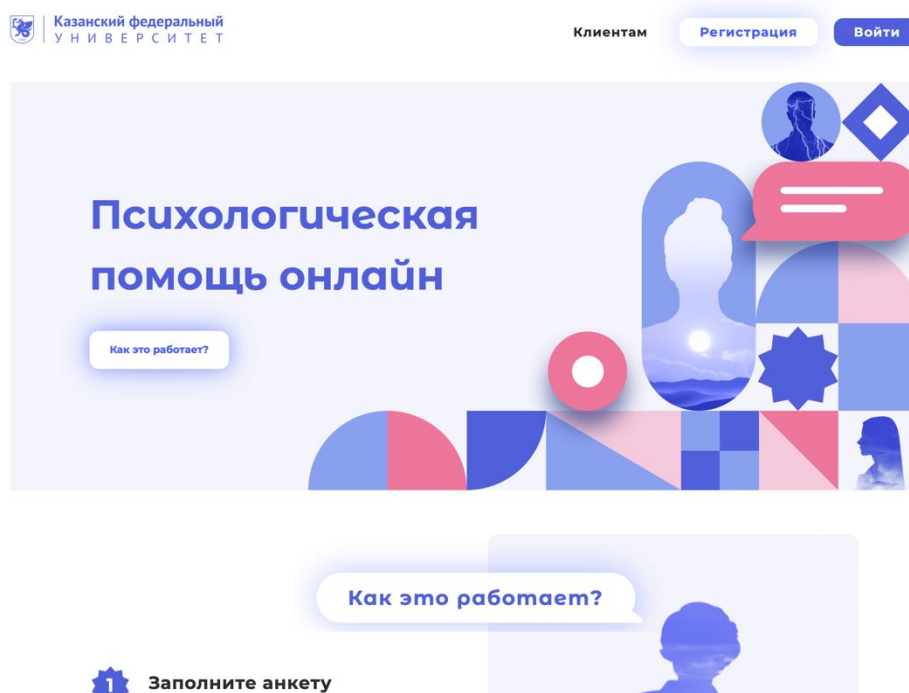 Казанский федеральный
УНИВЕРСИТЕТ
Клиентам
Регистрация
Войти
Психологическая
помощь онлайн
Как это работает?
Как это работает?
1
Заполните анкету